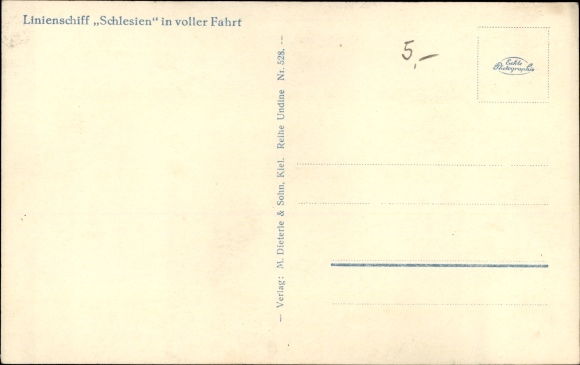 Linienschiff „Schlesien“ in voller Fahrt
5,—
Echte
Photographie
— Verlag: M. Dieterle & Sohn, Kiel. Reihe Undine Nr. 528. —